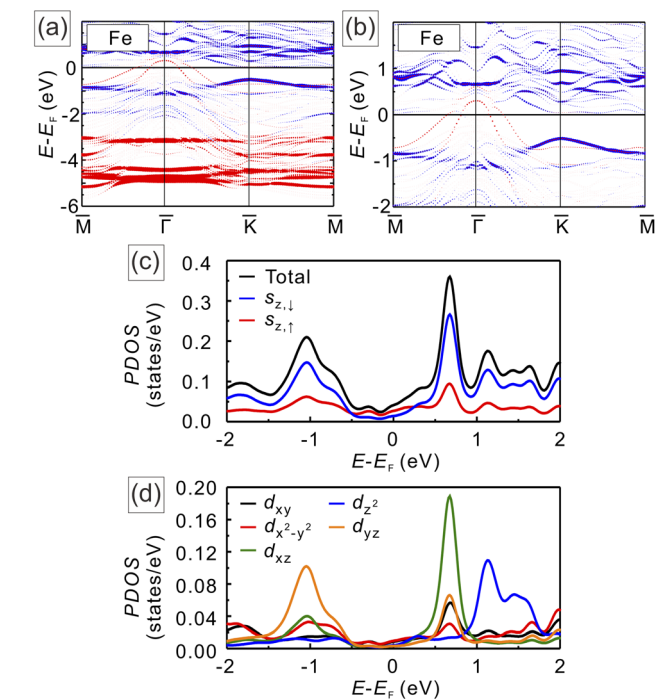 (a) Fe (b) Fe
E-E_F (eV) 0 -2 -4 -6
M̅ Γ̅ K̅ M̅
E-E_F (eV) 1 0 -1 -2
M̅ Γ̅ K̅ M̅
(c)
PDOS (states/eV)
0.4 0.3 0.2 0.1 0.0
Total
s_z,↓
s_z,↑
-2 -1 0 1 2
E-E_F (eV)
(d)
PDOS (states/eV)
0.20 0.16 0.12 0.08 0.04 0.00
d_xy d_z²
d_x²-y² d_yz
d_xz
-2 -1 0 1 2
E-E_F (eV)